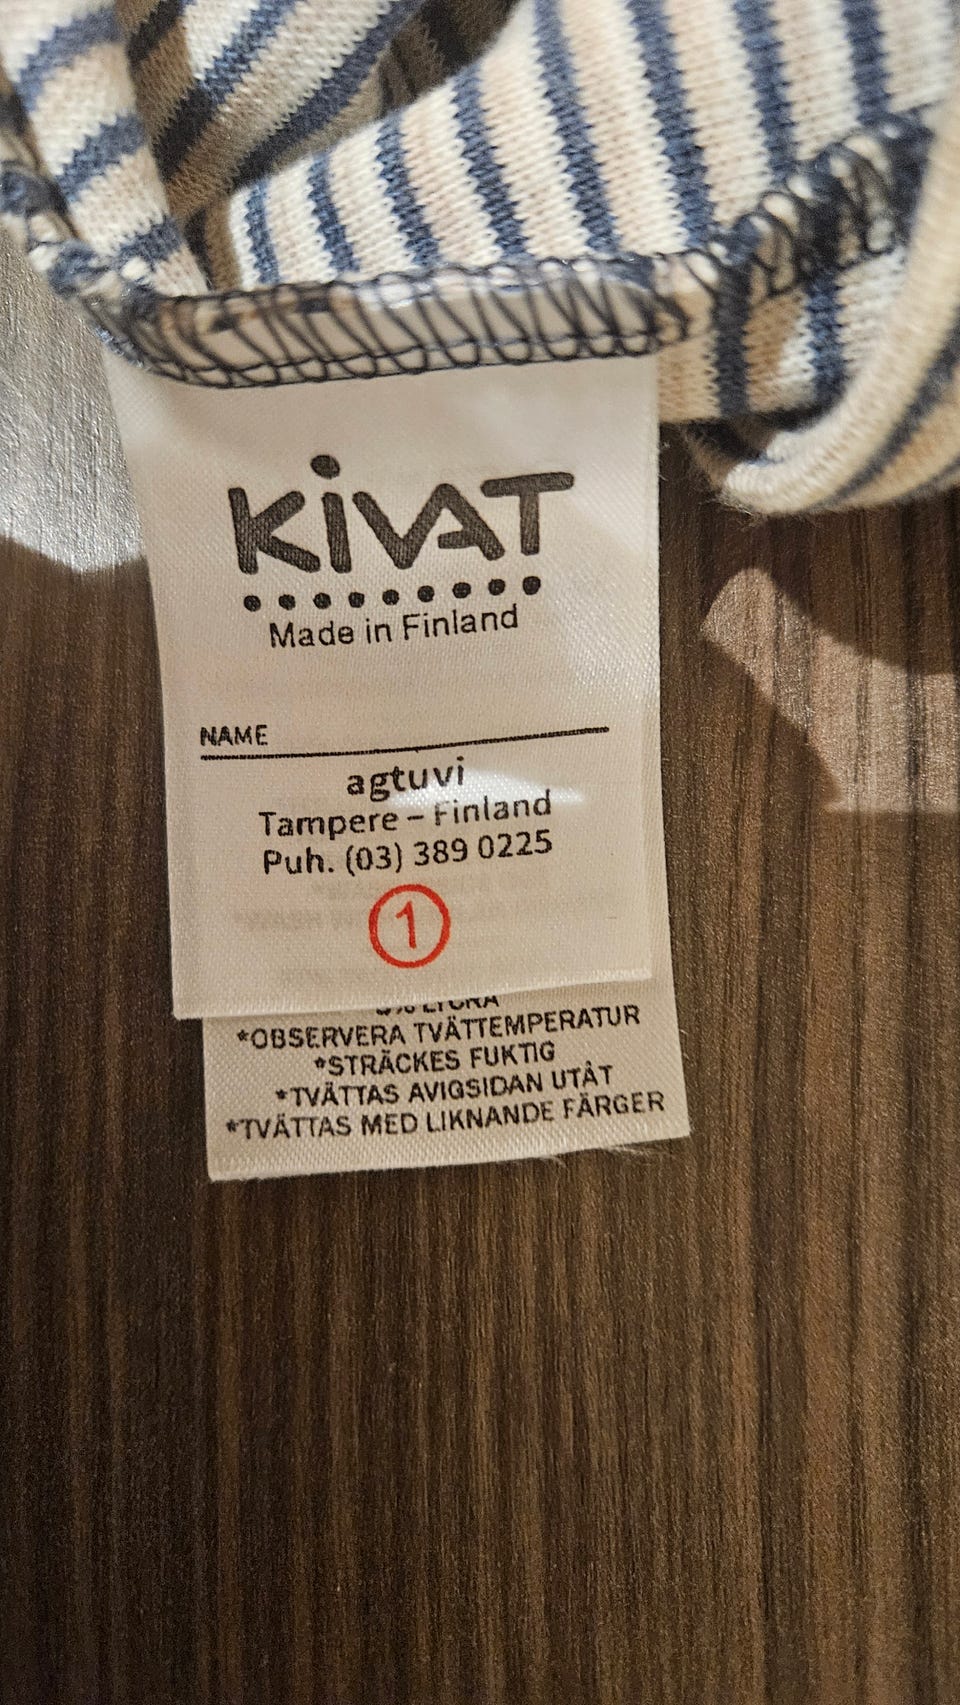 KiVAT
Made in Finland
NAME
agtuvi
Tampere – Finland
Puh. (03) 389 0225
1
LYCRA
*OBSERVERA TVÄTTEMPERATUR
*STRÄCKES FUKTIG
*TVÄTTAS AVIGSIDAN UTÅT
*TVÄTTAS MED LIKNANDE FÄRGER